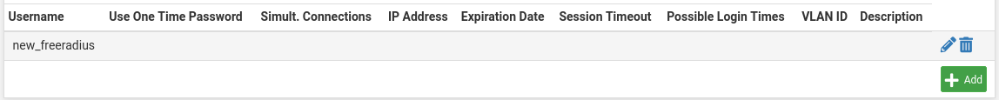 Username Use One Time Password Simult. Connections IP Address Expiration Date Session Timeout Possible Login Times VLAN ID Description
new_freeradius
Add